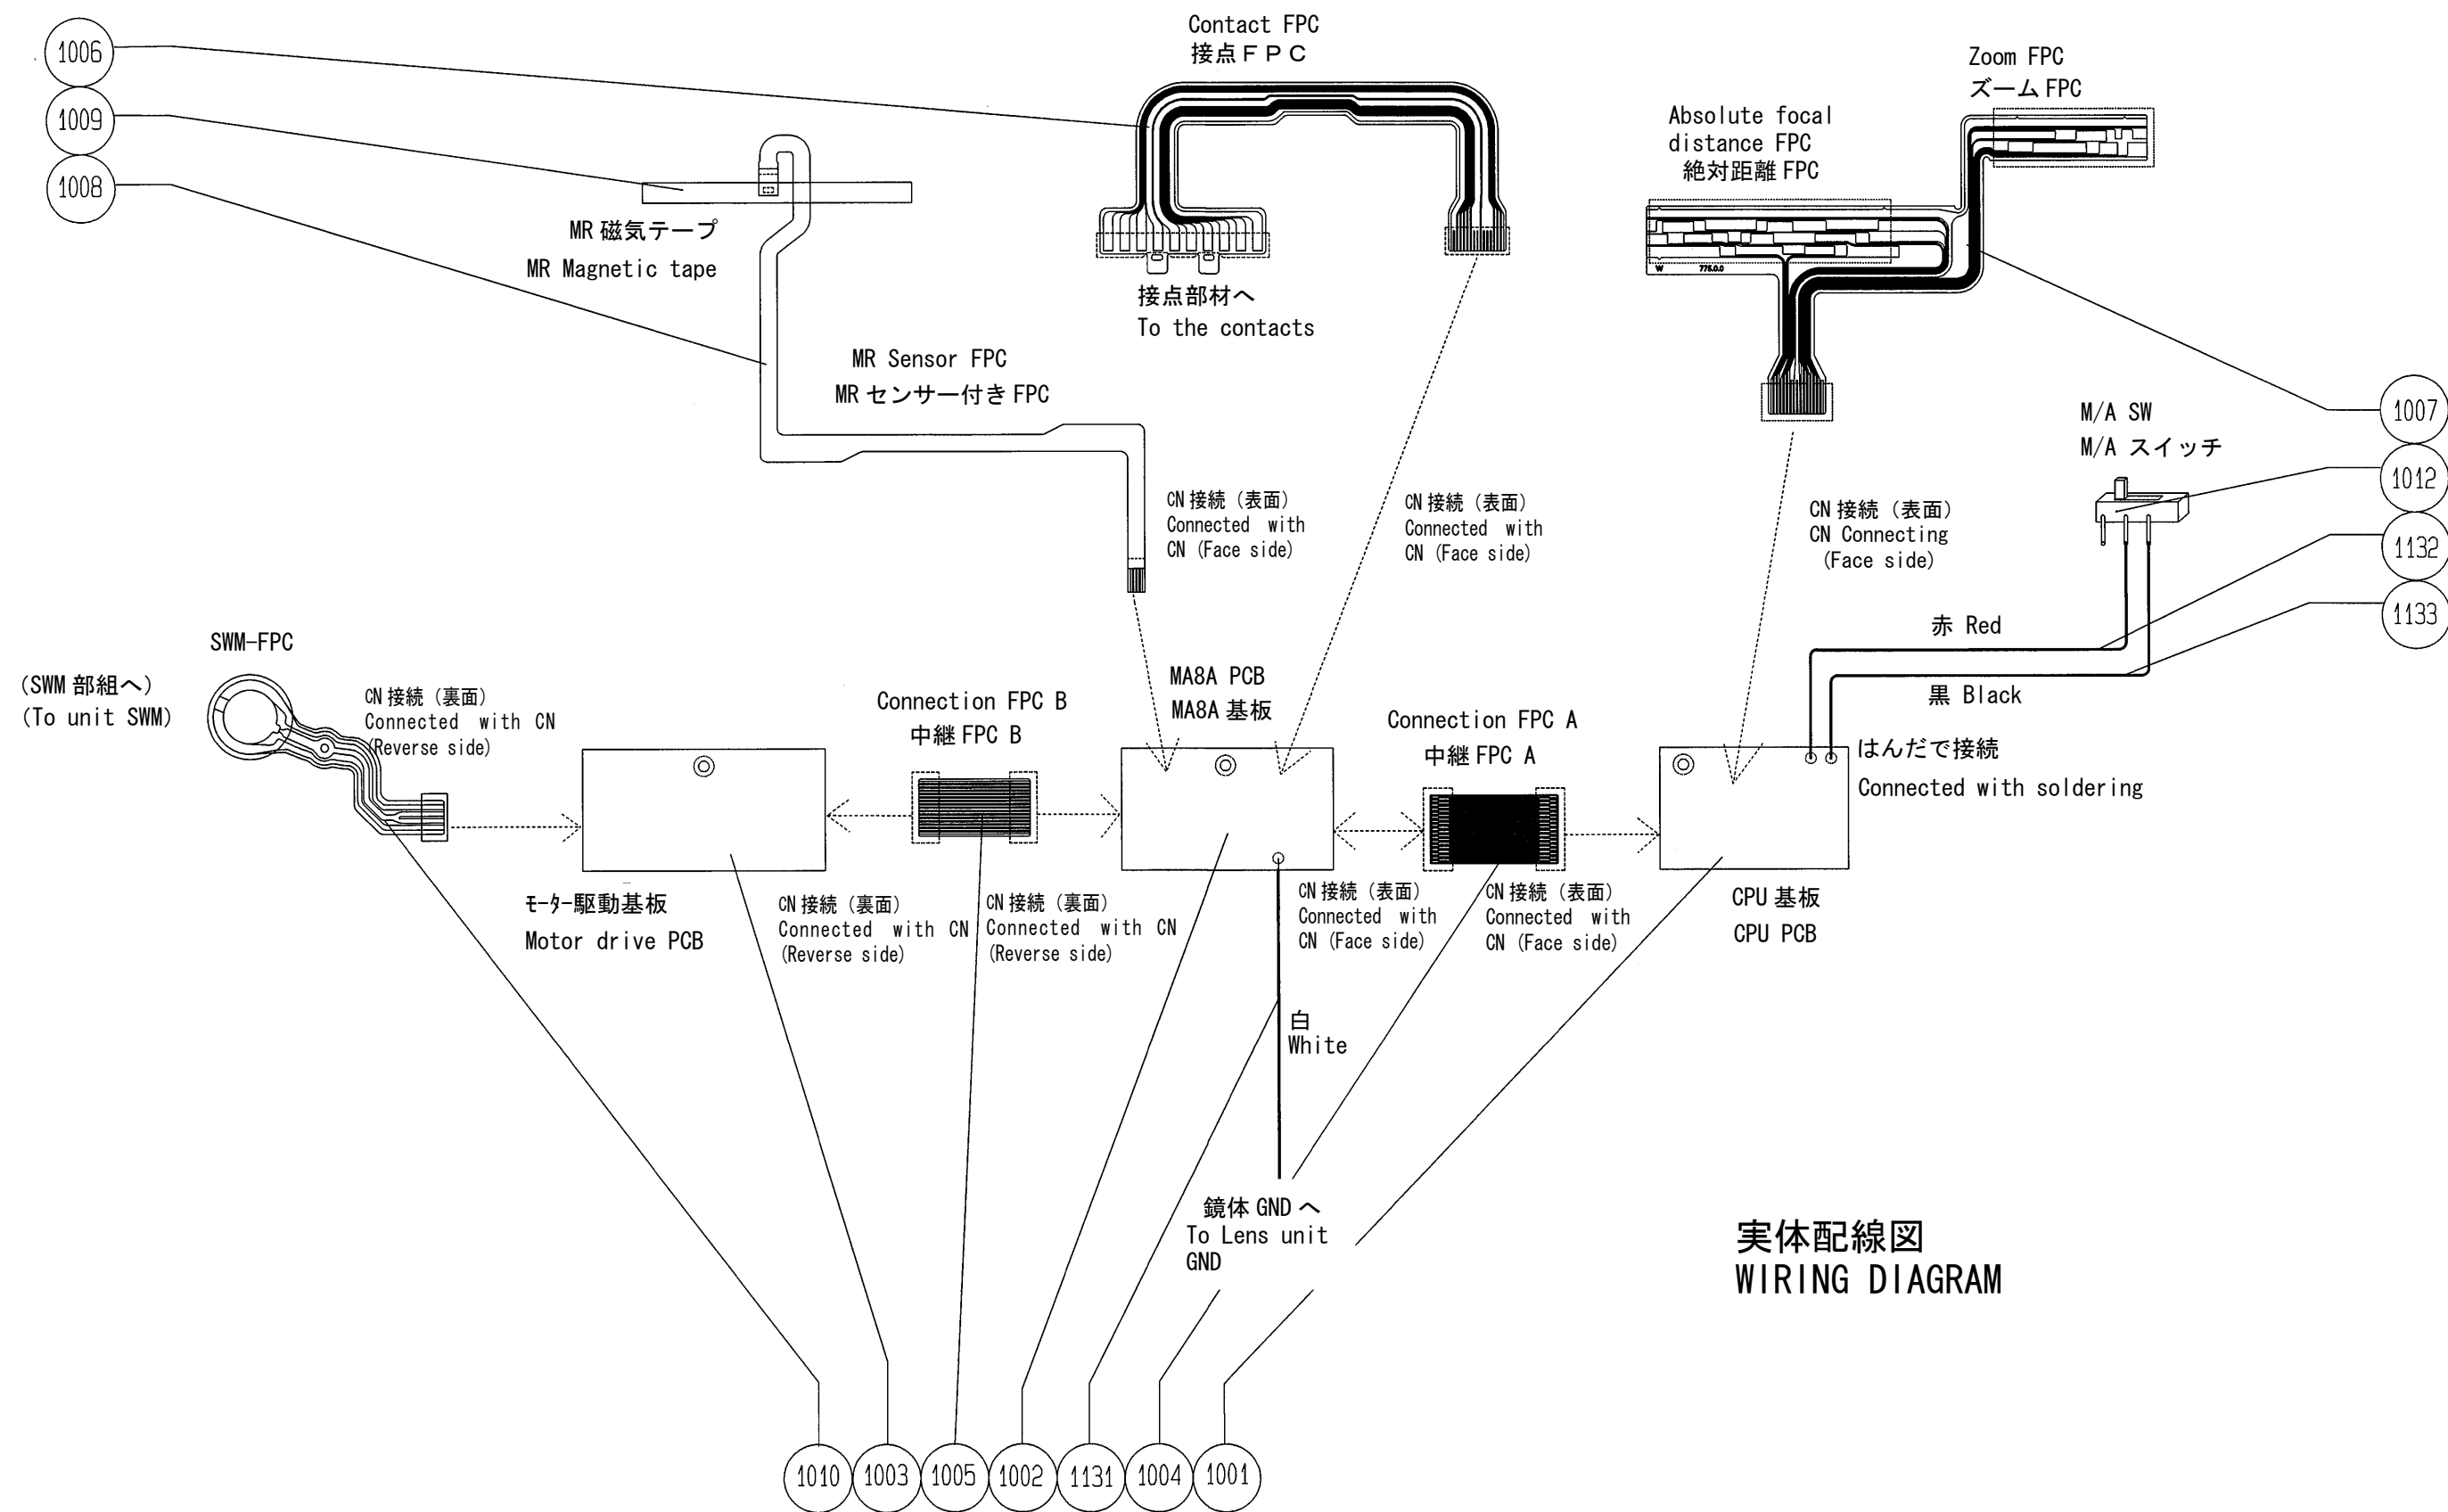 1006
1009
1008
Contact FPC
接点ＦＰＣ
Zoom FPC
ズーム FPC
Absolute focal
distance FPC
絶対距離 FPC
W 775.0.0
MR 磁気テープ
MR Magnetic tape
接点部材へ
To the contacts
MR Sensor FPC
MR センサー付き FPC
1007
1012
1132
1133
M/A SW
M/A スイッチ
CN 接続（表面）
Connected with
CN (Face side)
CN 接続（表面）
Connected with
CN (Face side)
CN 接続（表面）
CN Connecting
(Face side)
赤 Red
黒 Black
SWM-FPC
(SWM 部組へ)
(To unit SWM)
CN 接続（裏面）
Connected with CN
(Reverse side)
Connection FPC B
中継 FPC B
MA8A PCB
MA8A 基板
Connection FPC A
中継 FPC A
はんだで接続
Connected with soldering
モーター駆動基板
Motor drive PCB
CN 接続（裏面）
Connected with CN
(Reverse side)
CN 接続（裏面）
Connected with CN
(Reverse side)
CN 接続（表面）
Connected with
CN (Face side)
CN 接続（表面）
Connected with
CN (Face side)
CPU 基板
CPU PCB
白
White
鏡体 GND へ
To Lens unit
GND
実体配線図
WIRING DIAGRAM
1010
1003
1005
1002
1131
1004
1001